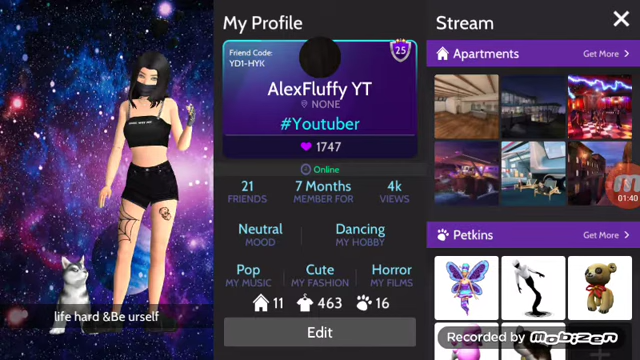 life hard &Be urself
My Profile
Friend Code:
YD1-HYK
25
AlexFluffy YT
NONE
#Youtuber
1747
Online
21
FRIENDS
7 Months
MEMBER FOR
4k
VIEWS
Neutral
MOOD
Dancing
MY HOBBY
Pop
MY MUSIC
Cute
MY FASHION
Horror
MY FILMS
11
463
16
Edit
Stream
Apartments
Get More
01:40
Petkins
Get More
Recorded by Mobizen